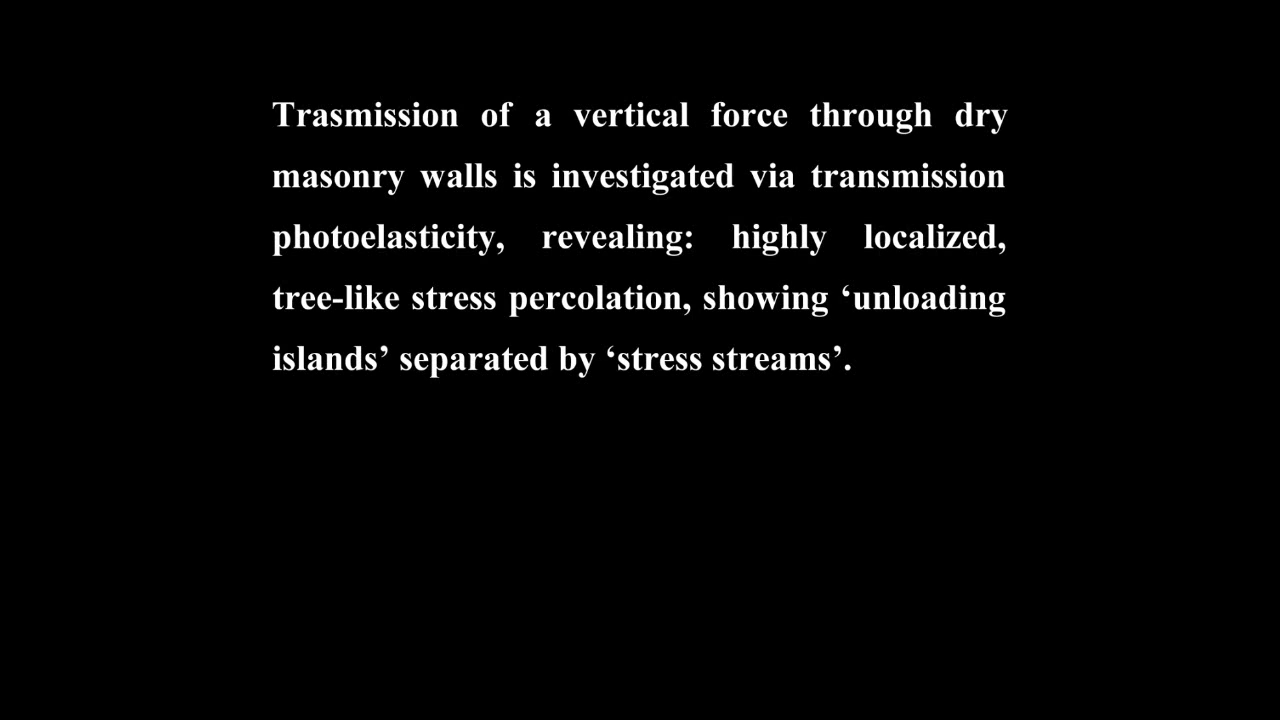 Trasmission of a vertical force through dry
masonry walls is investigated via transmission
photoelasticity, revealing: highly localized,
tree-like stress percolation, showing ‘unloading
islands’ separated by ‘stress streams’.